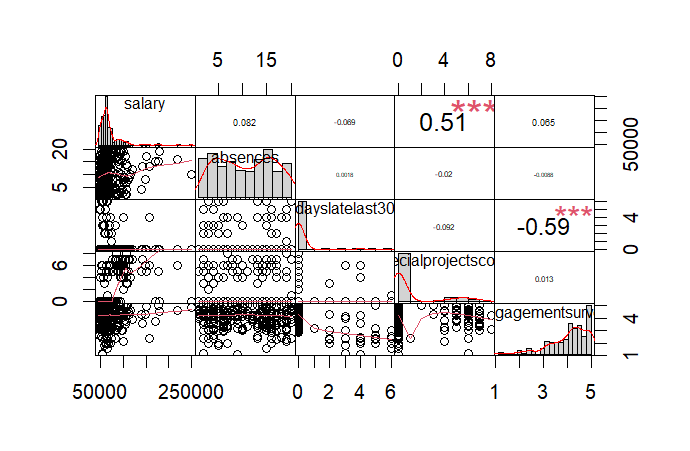 5 15 0 4 8
salary 0.082 -0.069 0.51 *** 0.065
50000
20 5 absences 0.0018 -0.02 -0.0088
dayslatelast30 -0.092 -0.59 *** 4 0
6 0 ecialprojectsco 0.013
gagementsurv 4 1
50000 250000 0 2 4 6 1 3 5